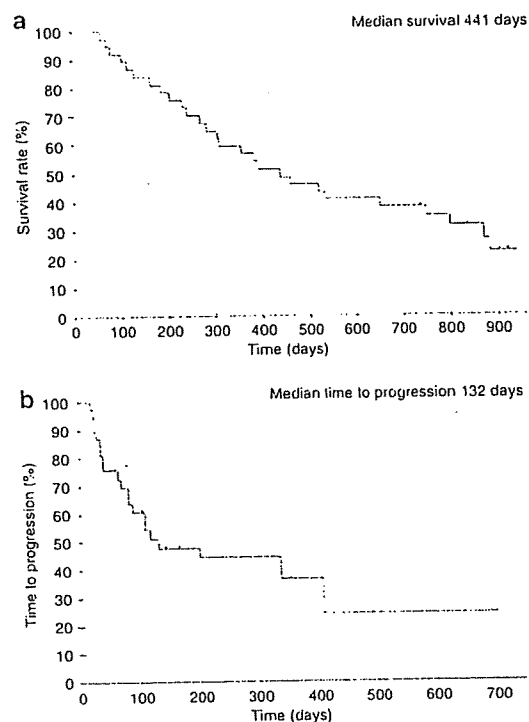 a
Median survival 441 days
Survival rate (%)
100
90
80
70
60
50
40
30
20
10
0
0 100 200 300 400 500 600 700 800 900
Time (days)
b
Median time to progression 132 days
Time to progression (%)
100
90
80
70
60
50
40
30
20
10
0
0 100 200 300 400 500 600 700
Time (days)